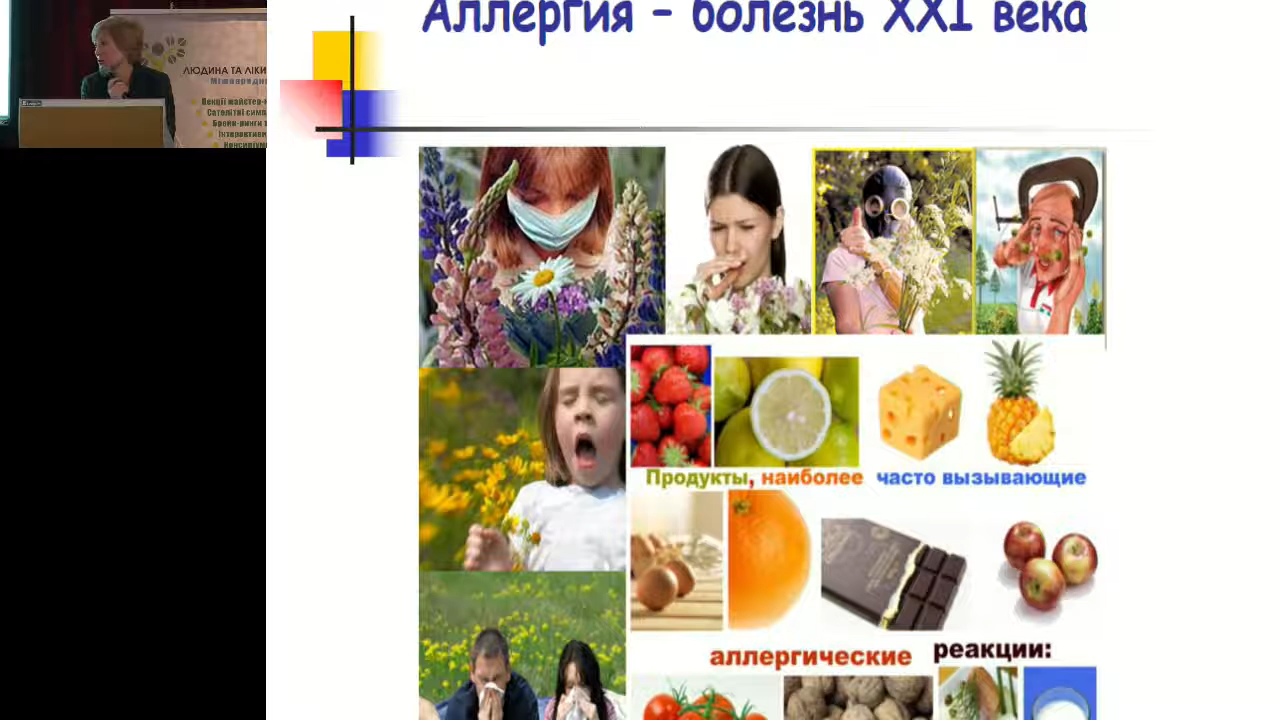 Аллергия – болезнь XXI века
ЛЮДИНА ТА ЛІКИ
Продукты, наиболее часто вызывающие
аллергические реакции: